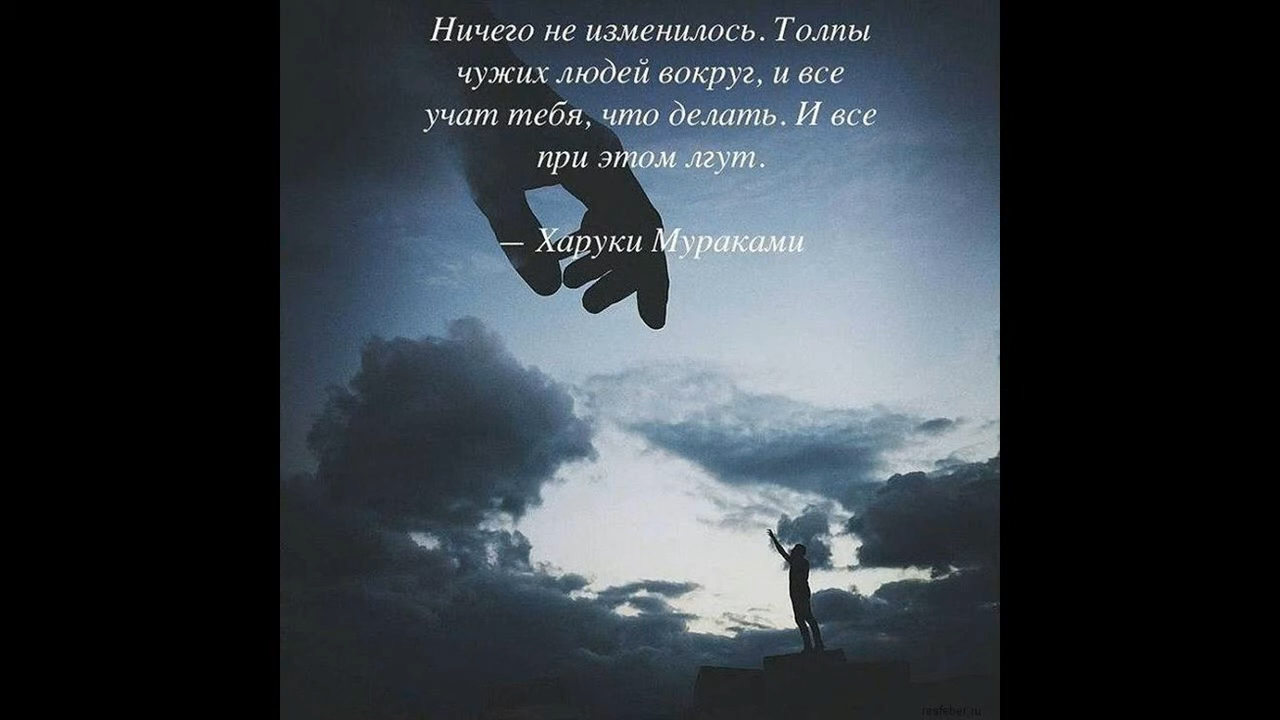 Ничего не изменилось. Толпы
чужих людей вокруг, и все
учат тебя, что делать. И все
при этом лгут.
— Харуки Мураками